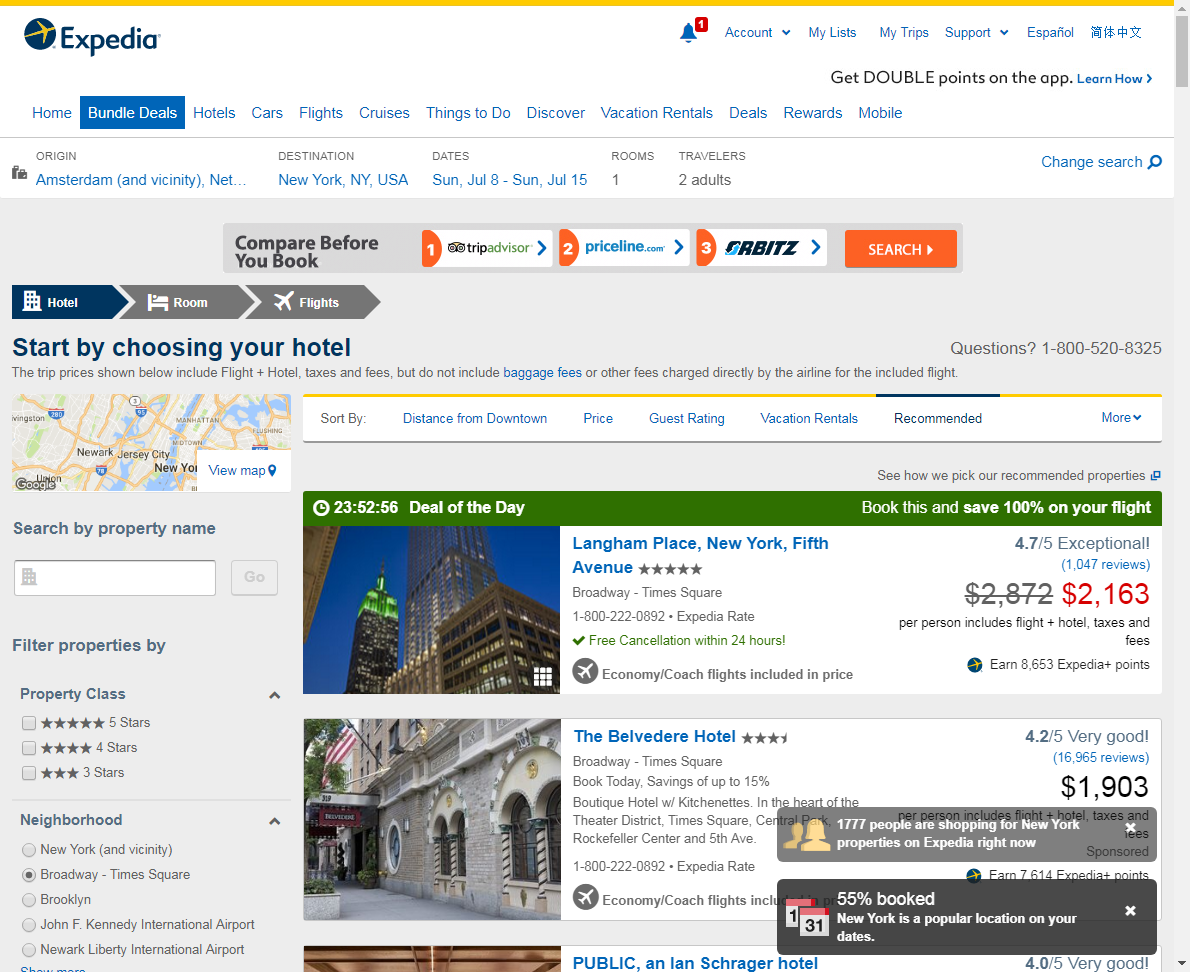 Expedia
1
Account
My Lists
My Trips
Support
Español
简体中文
Get DOUBLE points on the app. Learn How
Home
Bundle Deals
Hotels
Cars
Flights
Cruises
Things to Do
Discover
Vacation Rentals
Deals
Rewards
Mobile
ORIGIN
Amsterdam (and vicinity), Net...
DESTINATION
New York, NY, USA
DATES
Sun, Jul 8 - Sun, Jul 15
ROOMS
1
TRAVELERS
2 adults
Change search
Compare Before
You Book
1 tripadvisor
2 priceline.com
3 ORBITZ
SEARCH
Hotel
Room
Flights
Start by choosing your hotel
Questions? 1-800-520-8325
The trip prices shown below include Flight + Hotel, taxes and fees, but do not include baggage fees or other fees charged directly by the airline for the included flight.
ivingston
280
3
95
MANHATTAN
FLUSHING
MIDTOWN
Newark
Jersey City
78
New Yor
Union
Google
View map
Search by property name
Go
Filter properties by
Property Class
5 Stars
4 Stars
3 Stars
Neighborhood
New York (and vicinity)
Broadway - Times Square
Brooklyn
John F. Kennedy International Airport
Newark Liberty International Airport
Show more
Sort By:
Distance from Downtown
Price
Guest Rating
Vacation Rentals
Recommended
More
See how we pick our recommended properties
23:52:56 Deal of the Day
Book this and save 100% on your flight
Langham Place, New York, Fifth
Avenue
Broadway - Times Square
1-800-222-0892 • Expedia Rate
Free Cancellation within 24 hours!
Economy/Coach flights included in price
4.7/5 Exceptional!
(1,047 reviews)
$2,872 $2,163
per person includes flight + hotel, taxes and
fees
Earn 8,653 Expedia+ points
319
BELVEDERE
The Belvedere Hotel
Broadway - Times Square
Book Today, Savings of up to 15%
Boutique Hotel w/ Kitchenettes. In the heart of the
Theater District, Times Square, Central Park,
Rockefeller Center and 5th Ave.
1-800-222-0892 • Expedia Rate
Economy/Coach flights included in price
4.2/5 Very good!
(16,965 reviews)
$1,903
per person includes flight + hotel, taxes and
fees
Sponsored
Earn 7,614 Expedia+ points
1777 people are shopping for New York
properties on Expedia right now
1
31
55% booked
New York is a popular location on your
dates.
PUBLIC, an Ian Schrager hotel
4.0/5 Very good!